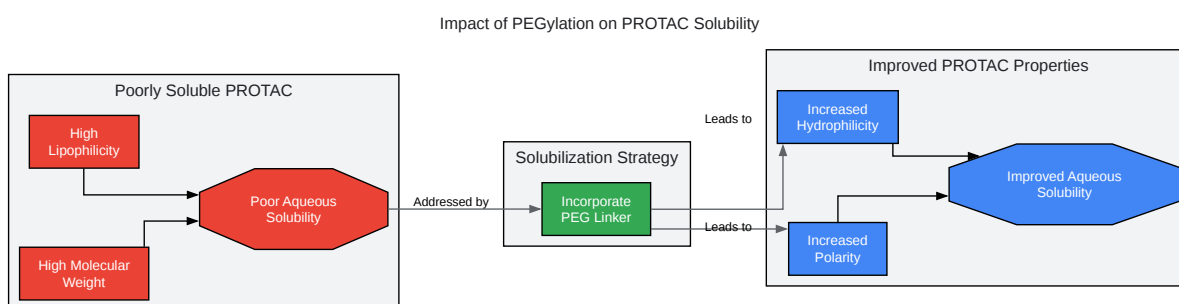 Impact of PEGylation on PROTAC Solubility
Poorly Soluble PROTAC
High
Lipophilicity
High Molecular
Weight
Poor Aqueous
Solubility
Addressed by
Solubilization Strategy
Incorporate
PEG Linker
Leads to
Leads to
Improved PROTAC Properties
Increased
Hydrophilicity
Increased
Polarity
Improved Aqueous
Solubility